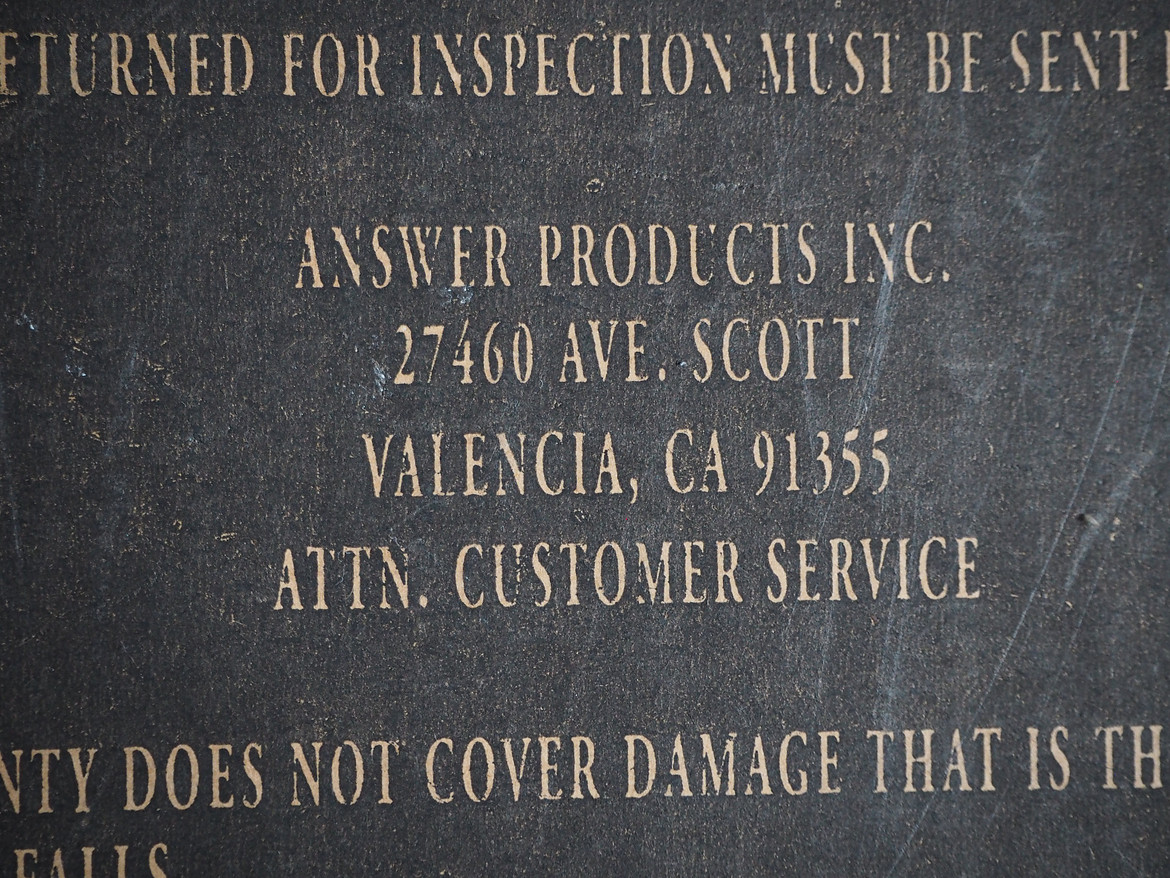 ETURNED FOR INSPECTION MUST BE SENT
ANSWER PRODUCTS INC.
27460 AVE. SCOTT
VALENCIA, CA 91355
ATTN. CUSTOMER SERVICE
NTY DOES NOT COVER DAMAGE THAT IS TH
FALLS